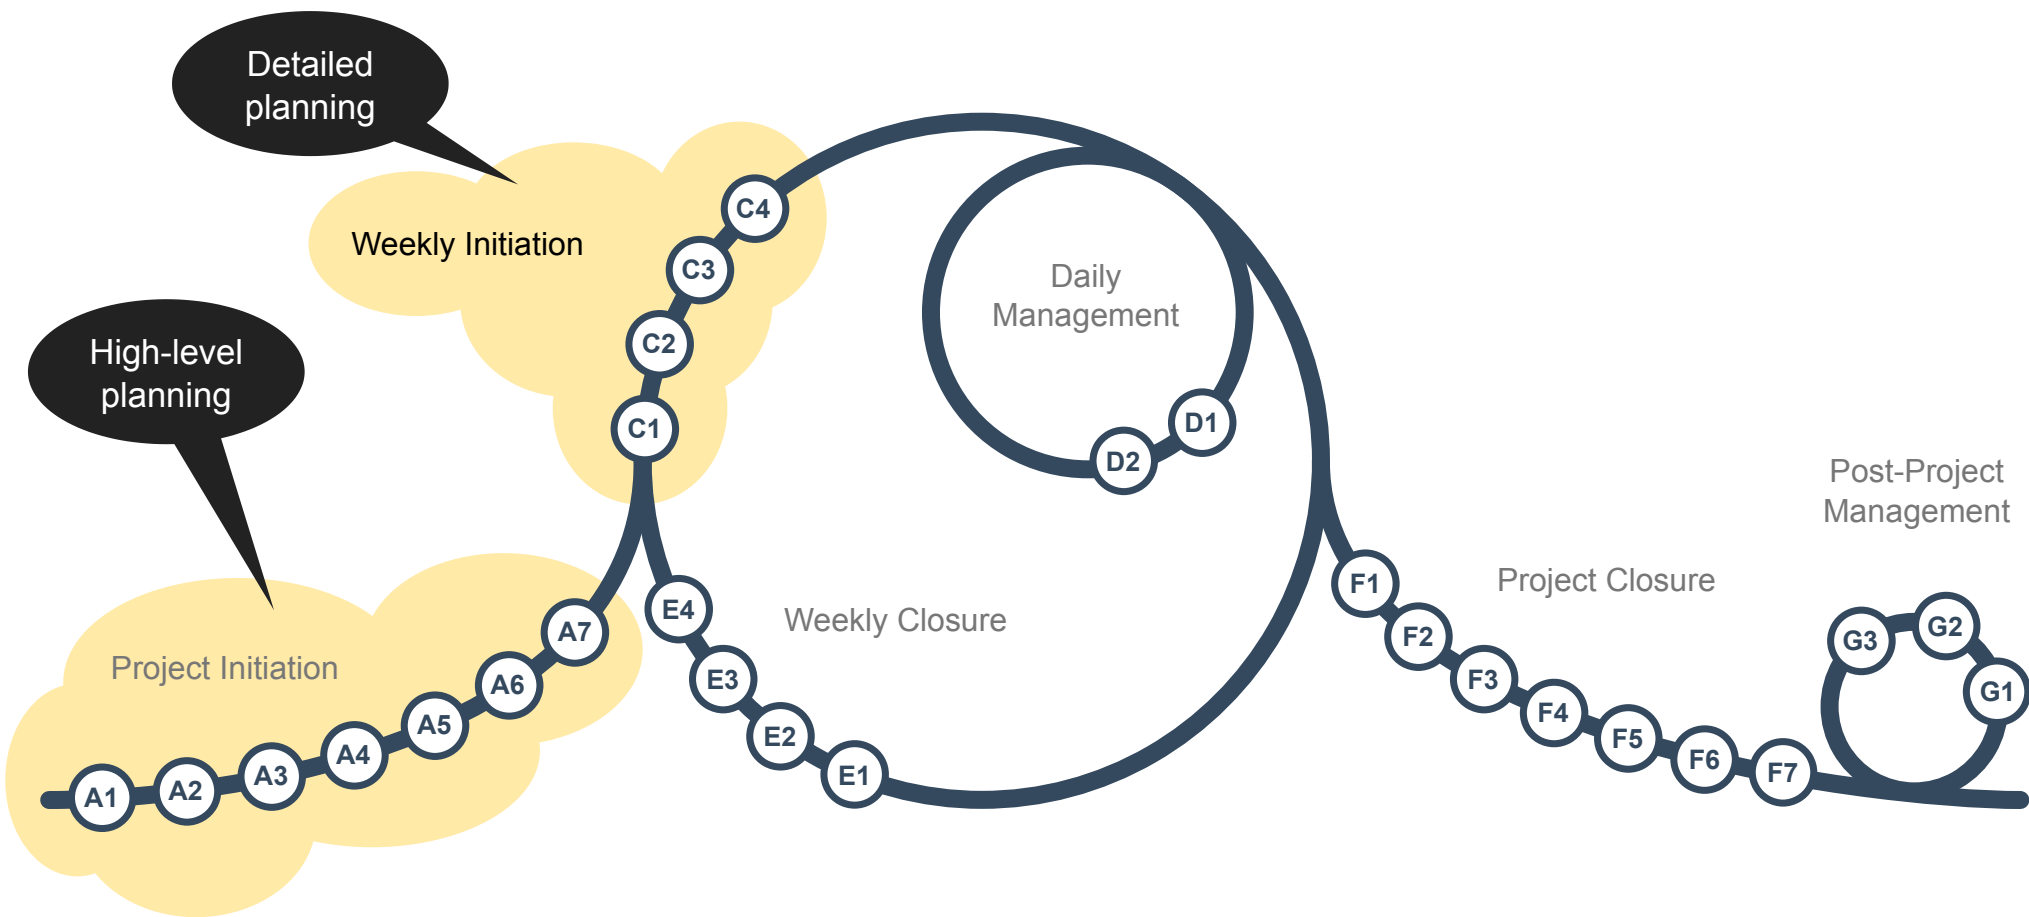 Detailed
planning
Weekly Initiation
C4
C3
C2
C1
High-level
planning
Project Initiation
A1
A2
A3
A4
A5
A6
A7
Daily
Management
D1
D2
Weekly Closure
E1
E2
E3
E4
Project Closure
F1
F2
F3
F4
F5
F6
F7
Post-Project
Management
G1
G2
G3